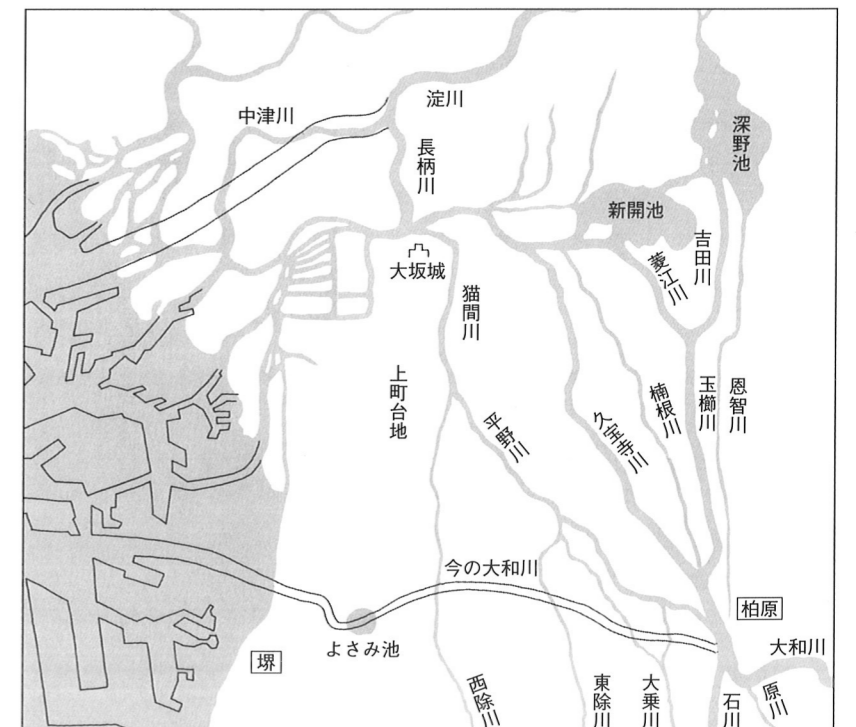 淀川
中津川
長柄川
深野池
新開池
吉田川
菱江川
大坂城
猫間川
上町台地
平野川
久宝寺川
楠根川
玉櫛川
恩智川
今の大和川
柏原
大和川
よさみ池
堺
西除川
東除川
大乗川
石川
原川